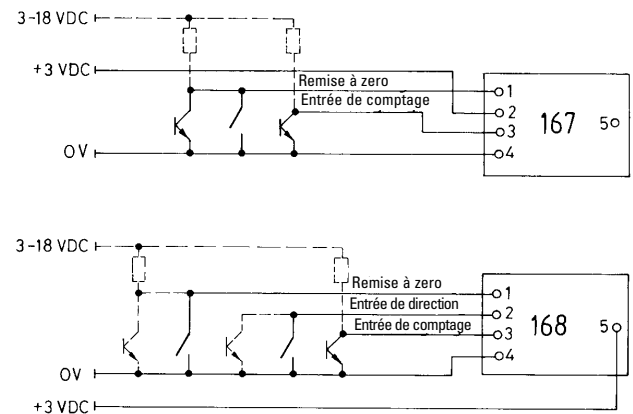 3-18 VDC
+3 VDC
Remise à zero
1
Entrée de comptage
2
167
5
3
0V
4
3-18 VDC
Remise à zero
1
Entrée de direction
2
Entrée de comptage
3
168
5
4
0V
+3 VDC